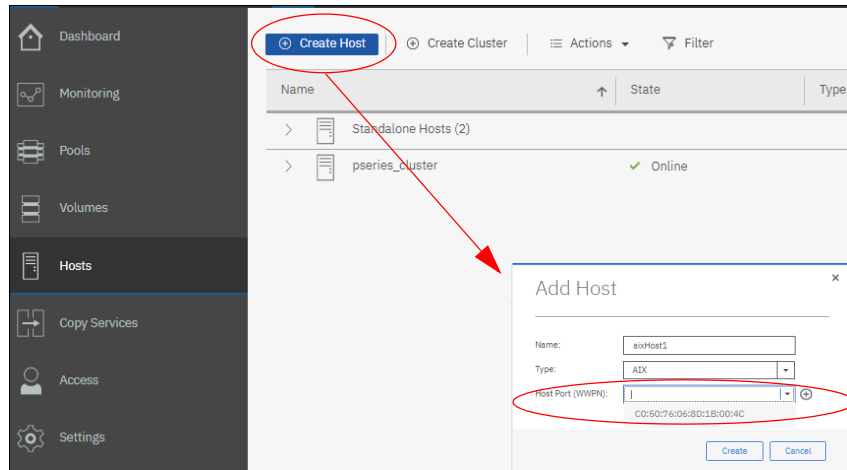 Dashboard
Monitoring
Pools
Volumes
Hosts
Copy Services
Access
Settings
Create Host
Create Cluster
Actions
Filter
Name
State
Type
Standalone Hosts (2)
pseries_cluster
Online
Add Host
Name:
aixHost1
Type:
AIX
Host Port (WWPN):
C0:50:76:06:8D:1B:00:4C
Create
Cancel